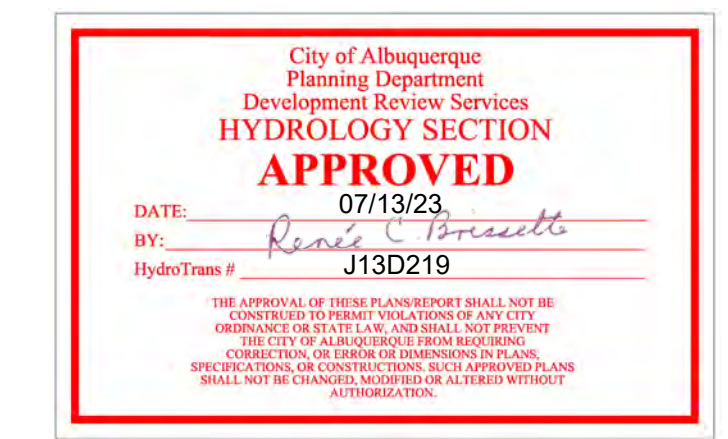 City of Albuquerque
Planning Department
Development Review Services
HYDROLOGY SECTION
APPROVED
DATE: 07/13/23
BY: Renée C. Brissette
HydroTrans # J13D219
THE APPROVAL OF THESE PLANS/REPORT SHALL NOT BE
CONSTRUED TO PERMIT VIOLATIONS OF ANY CITY
ORDINANCE OR STATE LAW, AND SHALL NOT PREVENT
THE CITY OF ALBUQUERQUE FROM REQUIRING
CORRECTION, OR ERROR OR DIMENSIONS IN PLANS,
SPECIFICATIONS, OR CONSTRUCTIONS. SUCH APPROVED PLANS
SHALL NOT BE CHANGED, MODIFIED OR ALTERED WITHOUT
AUTHORIZATION.